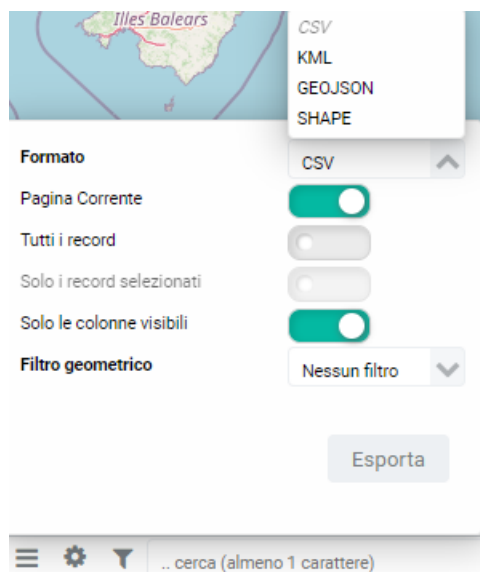 Illes Balears
CSV
KML
GEOJSON
SHAPE
Formato CSV
Pagina Corrente
Tutti i record
Solo i record selezionati
Solo le colonne visibili
Filtro geometrico Nessun filtro
Esporta
.. cerca (almeno 1 carattere)